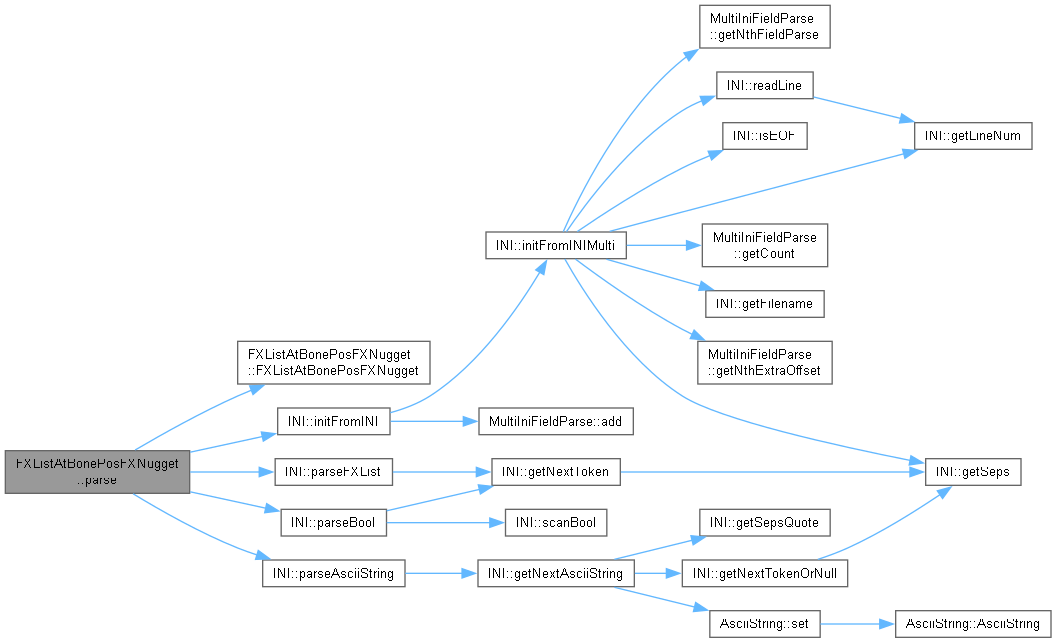 MultiIniFieldParse
::getNthFieldParse
INI::readLine
INI::isEOF
INI::getLineNum
INI::initFromINIMulti
MultiIniFieldParse
::getCount
INI::getFilename
FXListAtBonePosFXNugget
::FXListAtBonePosFXNugget
MultiIniFieldParse
::getNthExtraOffset
INI::initFromINI
MultiIniFieldParse::add
FXListAtBonePosFXNugget
::parse
INI::parseFXList
INI::getNextToken
INI::getSeps
INI::parseBool
INI::scanBool
INI::getSepsQuote
INI::parseAsciiString
INI::getNextAsciiString
INI::getNextTokenOrNull
AsciiString::set
AsciiString::AsciiString